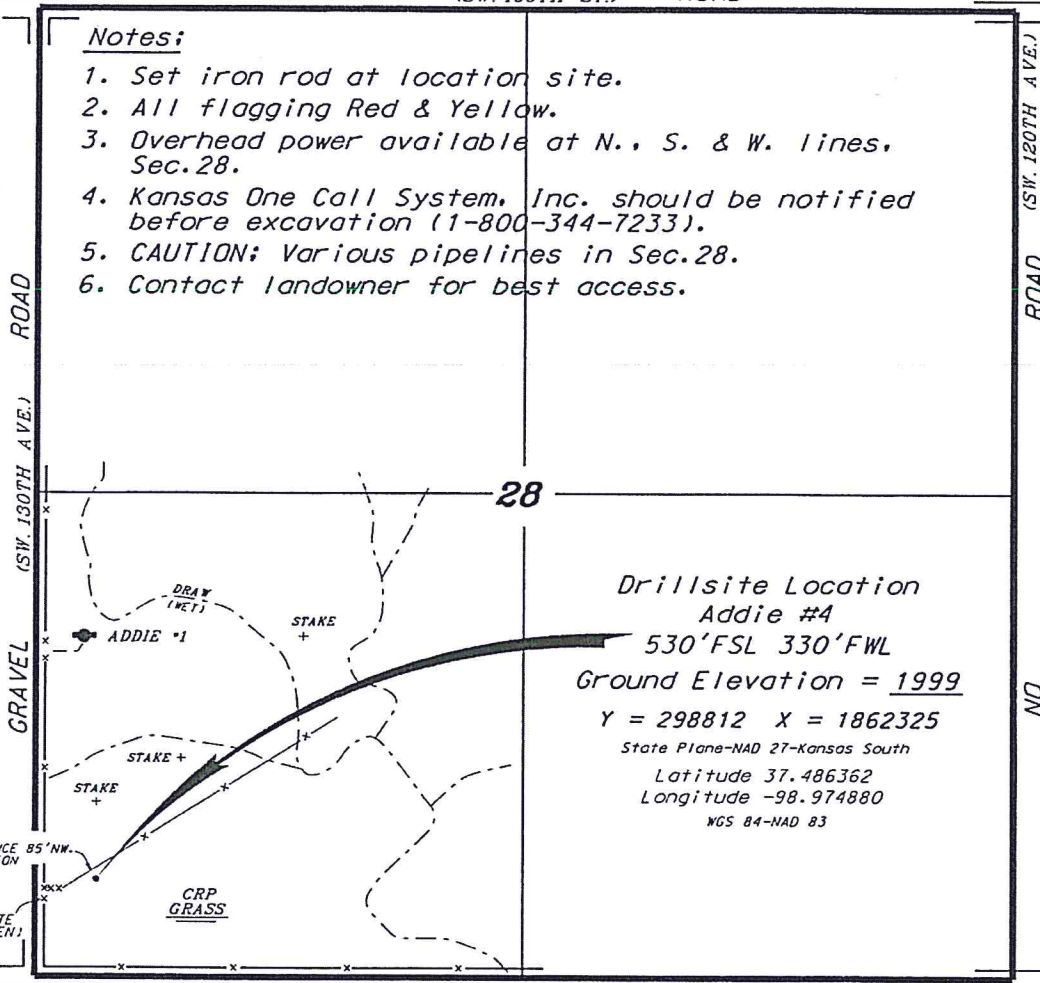 Notes:
1. Set iron rod at location site.
2. All flagging Red & Yellow.
3. Overhead power available at N., S. & W. lines,
Sec.28.
4. Kansas One Call System, Inc. should be notified
before excavation (1-800-344-7233).
5. CAUTION: Various pipelines in Sec.28.
6. Contact landowner for best access.
GRAVEL (SW. 130TH AVE.) ROAD
(SW. 120TH AVE.)
ROAD
NO
28
DRAW
(WET)
ADDIE #1
STAKE
STAKE
STAKE
85'NW.
CRP
GRASS
Drillsite Location
Addie #4
530'FSL 330'FWL
Ground Elevation = 1999
Y = 298812 X = 1862325
State Plane-NAD 27-Kansas South
Latitude 37.486362
Longitude -98.974880
WGS 84-NAD 83